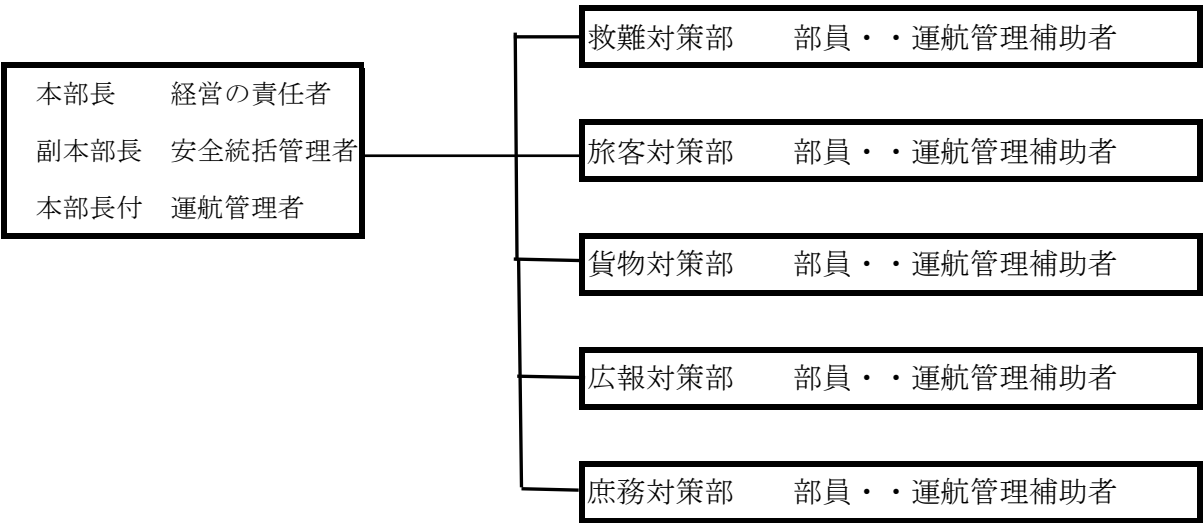 本部長　　経営の責任者
副本部長　安全統括管理者
本部長付　運航管理者
救難対策部　　部員・・運航管理補助者
旅客対策部　　部員・・運航管理補助者
貨物対策部　　部員・・運航管理補助者
広報対策部　　部員・・運航管理補助者
庶務対策部　　部員・・運航管理補助者